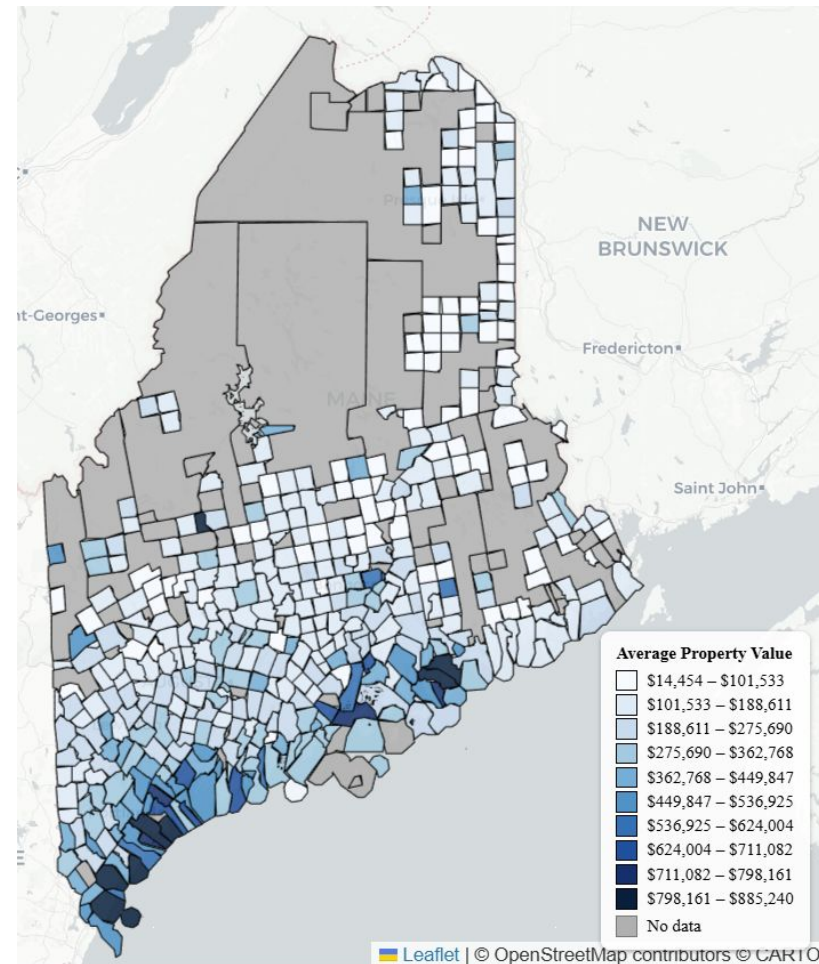 NEW
BRUNSWICK
nt-Georges
Fredericton
MAINE
Saint John
Average Property Value
$14,454 – $101,533
$101,533 – $188,611
$188,611 – $275,690
$275,690 – $362,768
$362,768 – $449,847
$449,847 – $536,925
$536,925 – $624,004
$624,004 – $711,082
$711,082 – $798,161
$798,161 – $885,240
No data
Leaflet | © OpenStreetMap contributors © CARTO